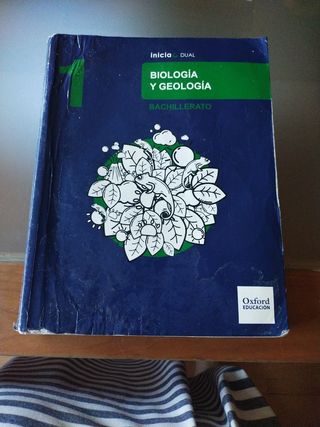 inicia DUAL
1
BIOLOGÍA
Y GEOLOGÍA
BACHILLERATO
Oxford
EDUCACIÓN